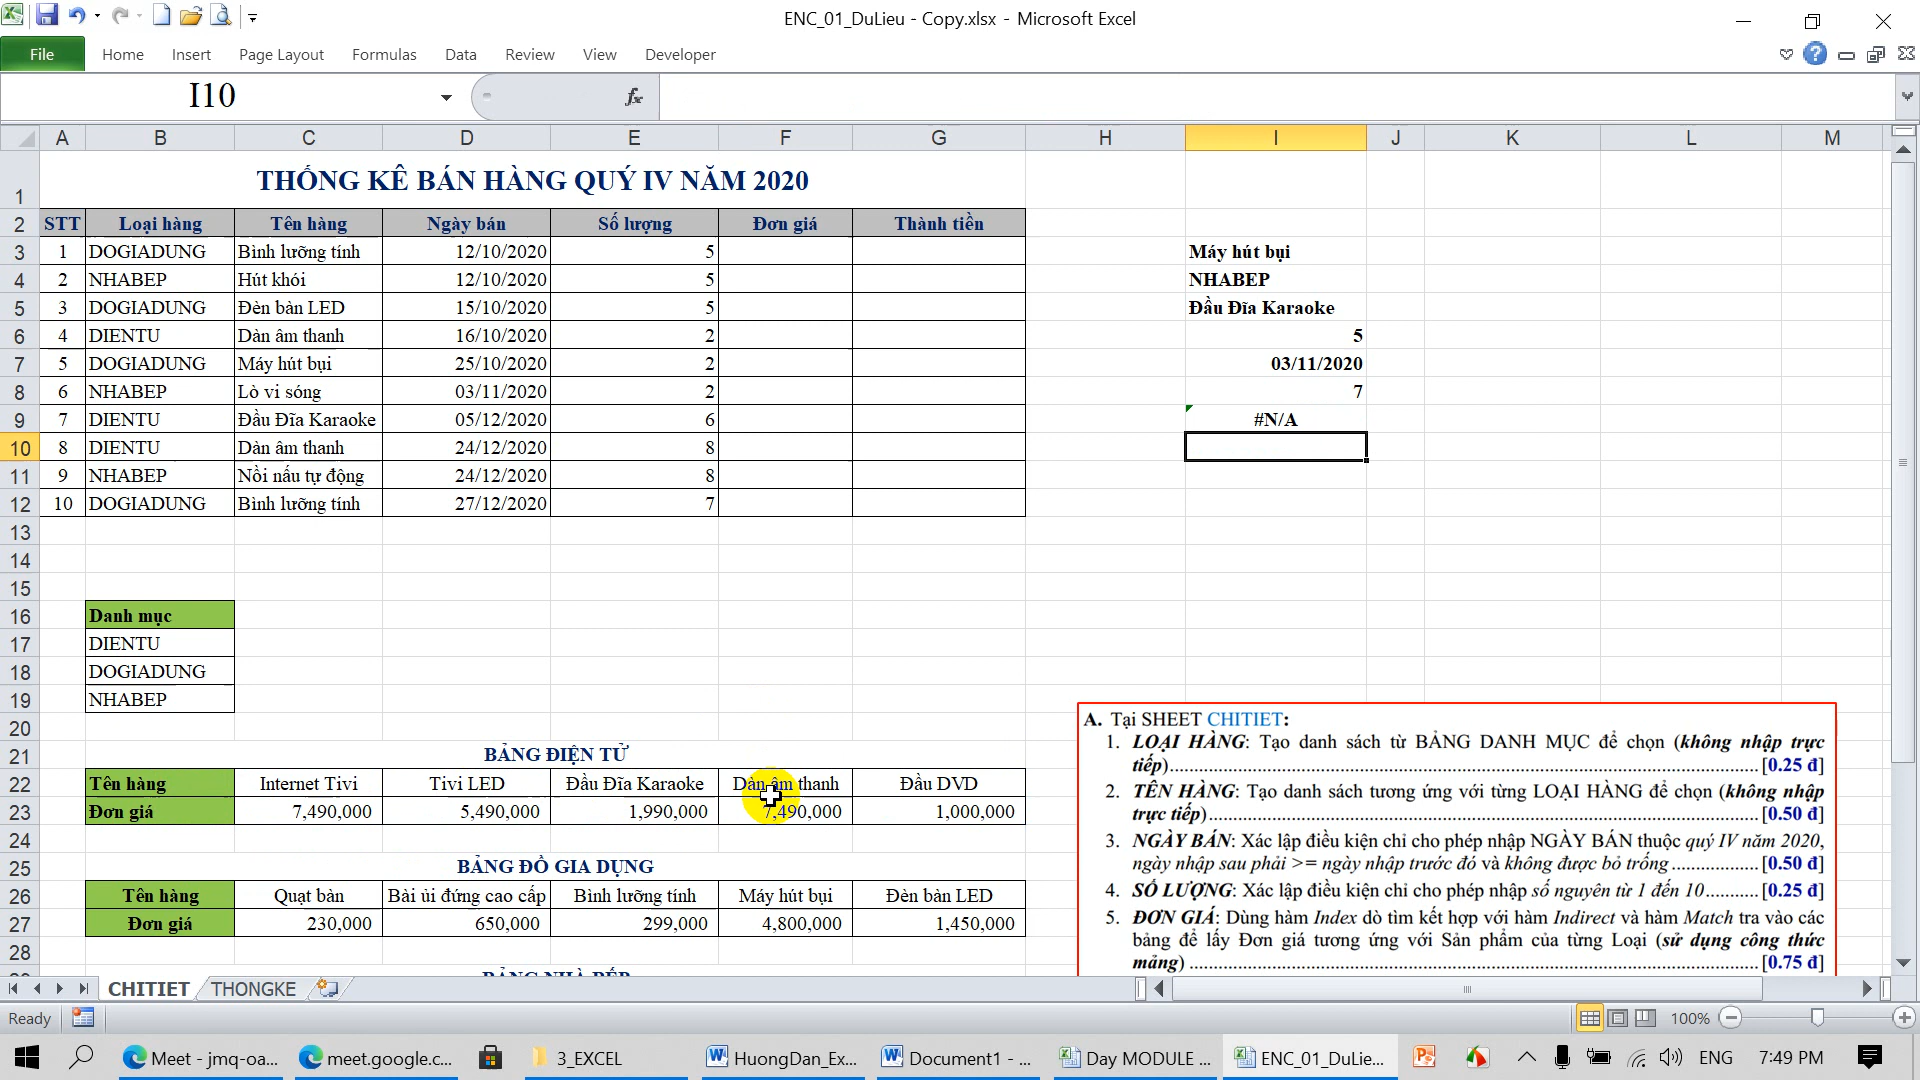 ENC_01_DuLieu - Copy.xlsx - Microsoft Excel
File Home Insert Page Layout Formulas Data Review View Developer
I10 fx
A B C D E F G H I J K L M
1 THỐNG KÊ BÁN HÀNG QUÝ IV NĂM 2020
2 STT Loại hàng Tên hàng Ngày bán Số lượng Đơn giá Thành tiền
3 1 DOGIADUNG Bình lưỡng tính 12/10/2020 5 Máy hút bụi
4 2 NHABEP Hút khói 12/10/2020 5 NHABEP
5 3 DOGIADUNG Đèn bàn LED 15/10/2020 5 Đầu Đĩa Karaoke
6 4 DIENTU Dàn âm thanh 16/10/2020 2 5
7 5 DOGIADUNG Máy hút bụi 25/10/2020 2 03/11/2020
8 6 NHABEP Lò vi sóng 03/11/2020 2 7
9 7 DIENTU Đầu Đĩa Karaoke 05/12/2020 6 #N/A
10 8 DIENTU Dàn âm thanh 24/12/2020 8
11 9 NHABEP Nồi nấu tự động 24/12/2020 8
12 10 DOGIADUNG Bình lưỡng tính 27/12/2020 7
13
14
15
16 Danh mục
17 DIENTU
18 DOGIADUNG
19 NHABEP
20
21 BẢNG ĐIỆN TỬ
22 Tên hàng Internet Tivi Tivi LED Đầu Đĩa Karaoke Dàn âm thanh Đầu DVD
23 Đơn giá 7,490,000 5,490,000 1,990,000 7,490,000 1,000,000
24
25 BẢNG ĐỒ GIA DỤNG
26 Tên hàng Quạt bàn Bài ủi đứng cao cấp Bình lưỡng tính Máy hút bụi Đèn bàn LED
27 Đơn giá 230,000 650,000 299,000 4,800,000 1,450,000
28
BẢNG NHÀ BẾP
A. Tại SHEET CHITIET:
1. LOẠI HÀNG: Tạo danh sách từ BẢNG DANH MỤC để chọn (không nhập trực
tiếp)..................[0.25 đ]
2. TÊN HÀNG: Tạo danh sách tương ứng với từng LOẠI HÀNG để chọn (không nhập
trực tiếp)..................[0.50 đ]
3. NGÀY BÁN: Xác lập điều kiện chỉ cho phép nhập NGÀY BÁN thuộc quý IV năm 2020,
ngày nhập sau phải >= ngày nhập trước đó và không được bỏ trống..................[0.50 đ]
4. SỐ LƯỢNG: Xác lập điều kiện chỉ cho phép nhập số nguyên từ 1 đến 10..........[0.25 đ]
5. ĐƠN GIÁ: Dùng hàm Index dò tìm kết hợp với hàm Indirect và hàm Match tra vào các
bảng để lấy Đơn giá tương ứng với Sản phẩm của từng Loại (sử dụng công thức
mảng)..................[0.75 đ]
CHITIET THONGKE
Ready 100%
Meet - jmq-oa... meet.google.c... 3_EXCEL HuongDan_Ex... Document1 - ... Day MODULE ... ENC_01_DuLie... ENG 7:49 PM